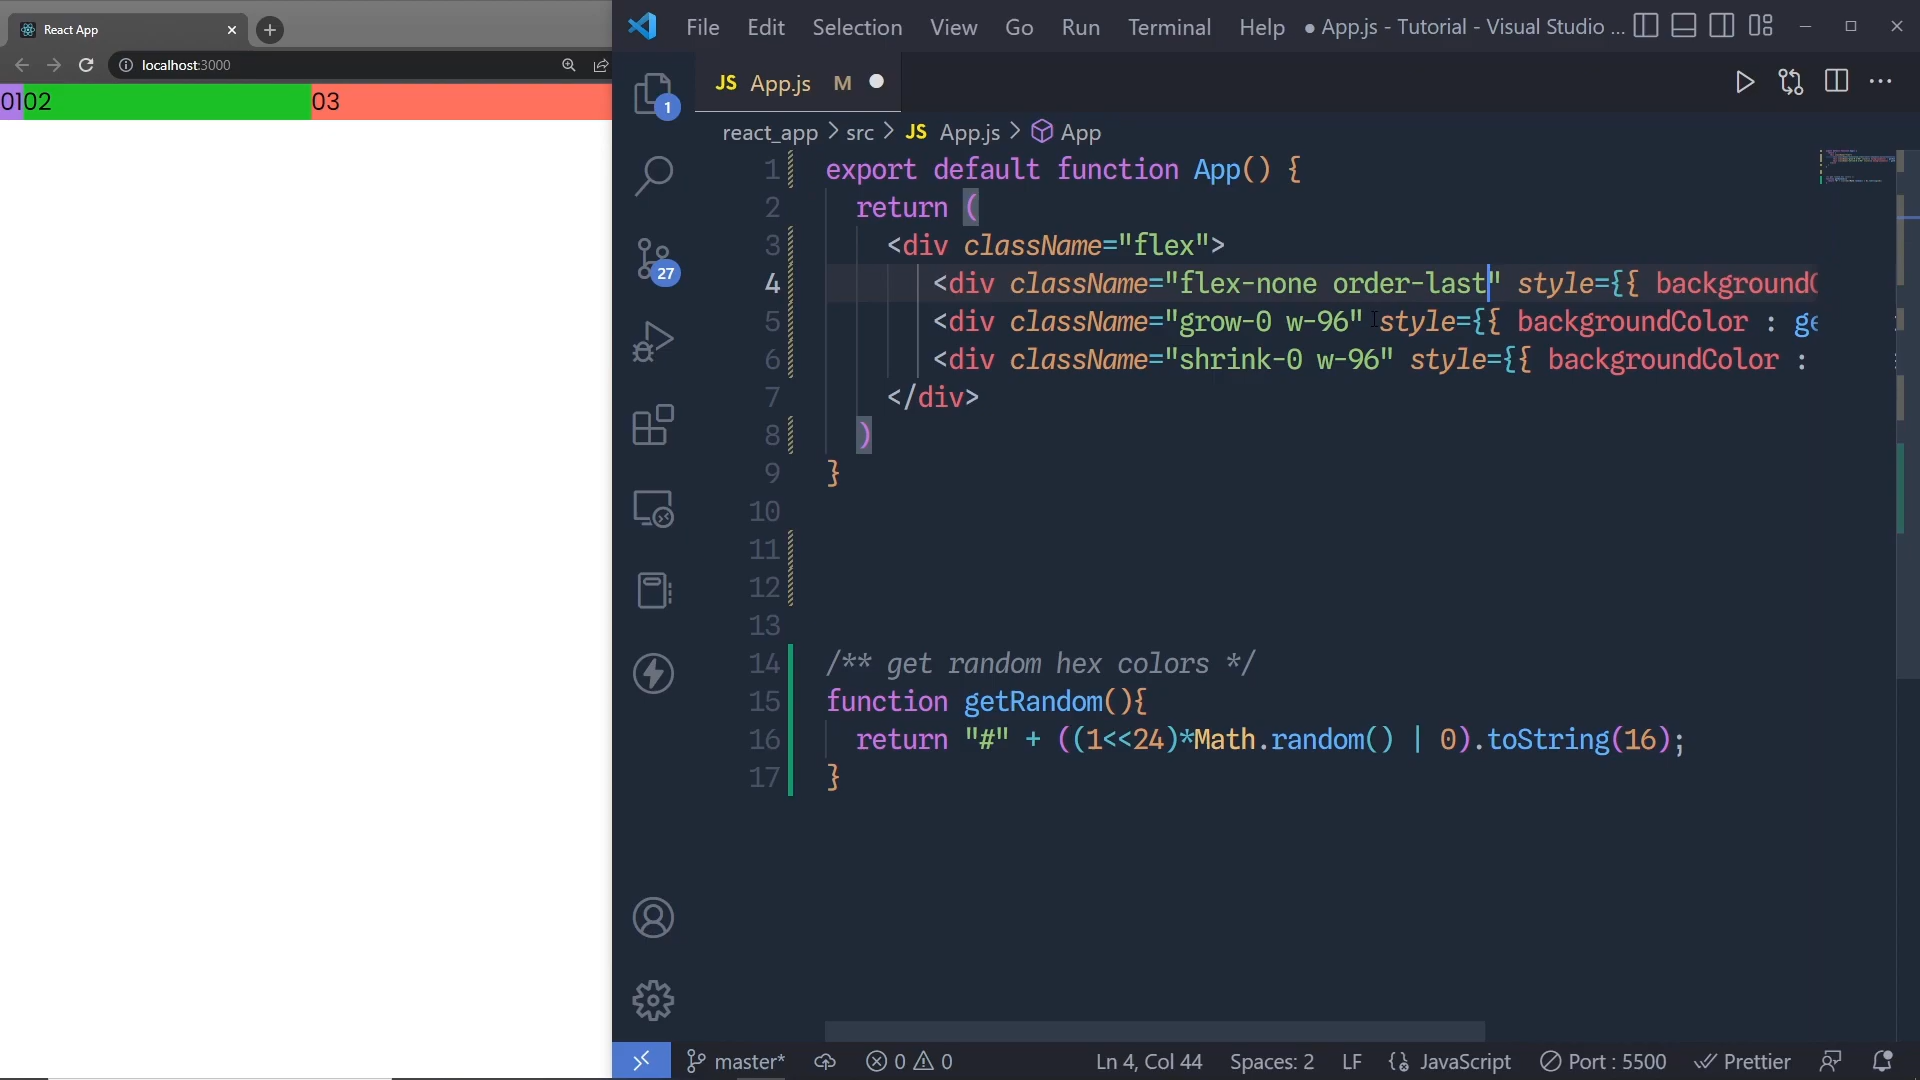 React App
localhost:3000
01 02 03
File Edit Selection View Go Run Terminal Help ● App.js - Tutorial - Visual Studio ...
JS App.js M
react_app > src > JS App.js > App
1
27
1 export default function App() {
2 return (
3 <div className="flex">
4 <div className="flex-none order-last" style={{ backgroundC
5 <div className="grow-0 w-96" style={{ backgroundColor : ge
6 <div className="shrink-0 w-96" style={{ backgroundColor :
7 </div>
8 )
9 }
10
11
12
13
14 /** get random hex colors */
15 function getRandom(){
16 return "#" + ((1<<24)*Math.random() | 0).toString(16);
17 }
master* 0 0 Ln 4, Col 44 Spaces: 2 LF JavaScript Port : 5500 Prettier